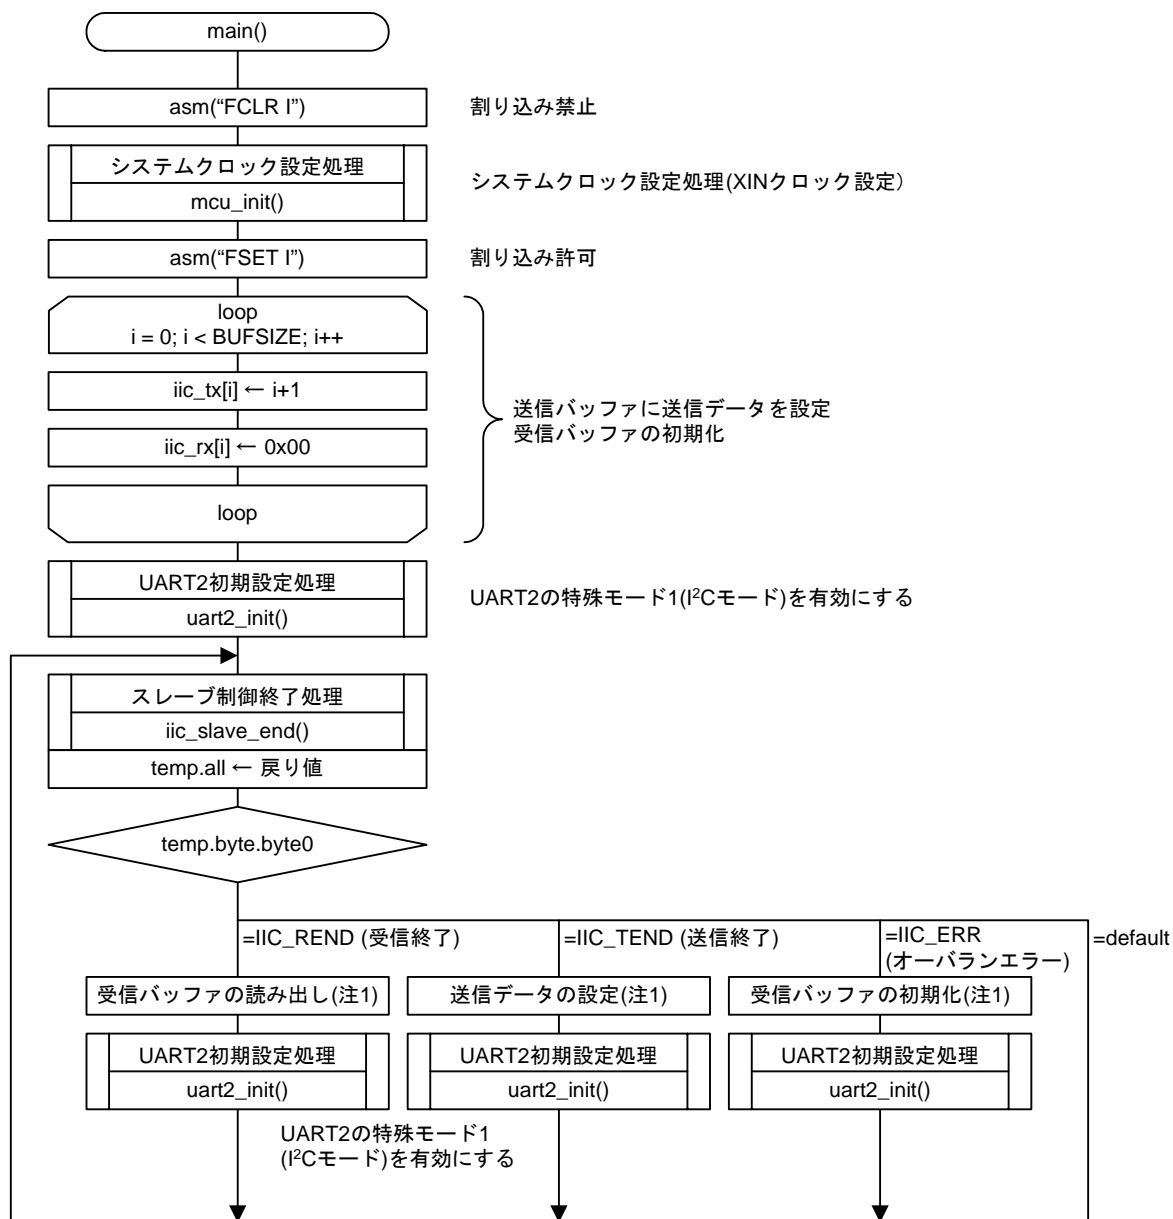 main()
asm(“FCLR I”)
割り込み禁止
システムクロック設定処理
mcu_init()
システムクロック設定処理(XINクロック設定）
asm(“FSET I”)
割り込み許可
loop
i = 0; i < BUFSIZE; i++
iic_tx[i] ← i+1
iic_rx[i] ← 0x00
loop
送信バッファに送信データを設定
受信バッファの初期化
UART2初期設定処理
uart2_init()
UART2の特殊モード1(I²Cモード)を有効にする
スレーブ制御終了処理
iic_slave_end()
temp.all ← 戻り値
temp.byte.byte0
=IIC_REND (受信終了)
=IIC_TEND (送信終了)
=IIC_ERR
(オーバランエラー)
=default
受信バッファの読み出し(注1)
送信データの設定(注1)
受信バッファの初期化(注1)
UART2初期設定処理
uart2_init()
UART2初期設定処理
uart2_init()
UART2初期設定処理
uart2_init()
UART2の特殊モード1
(I²Cモード)を有効にする